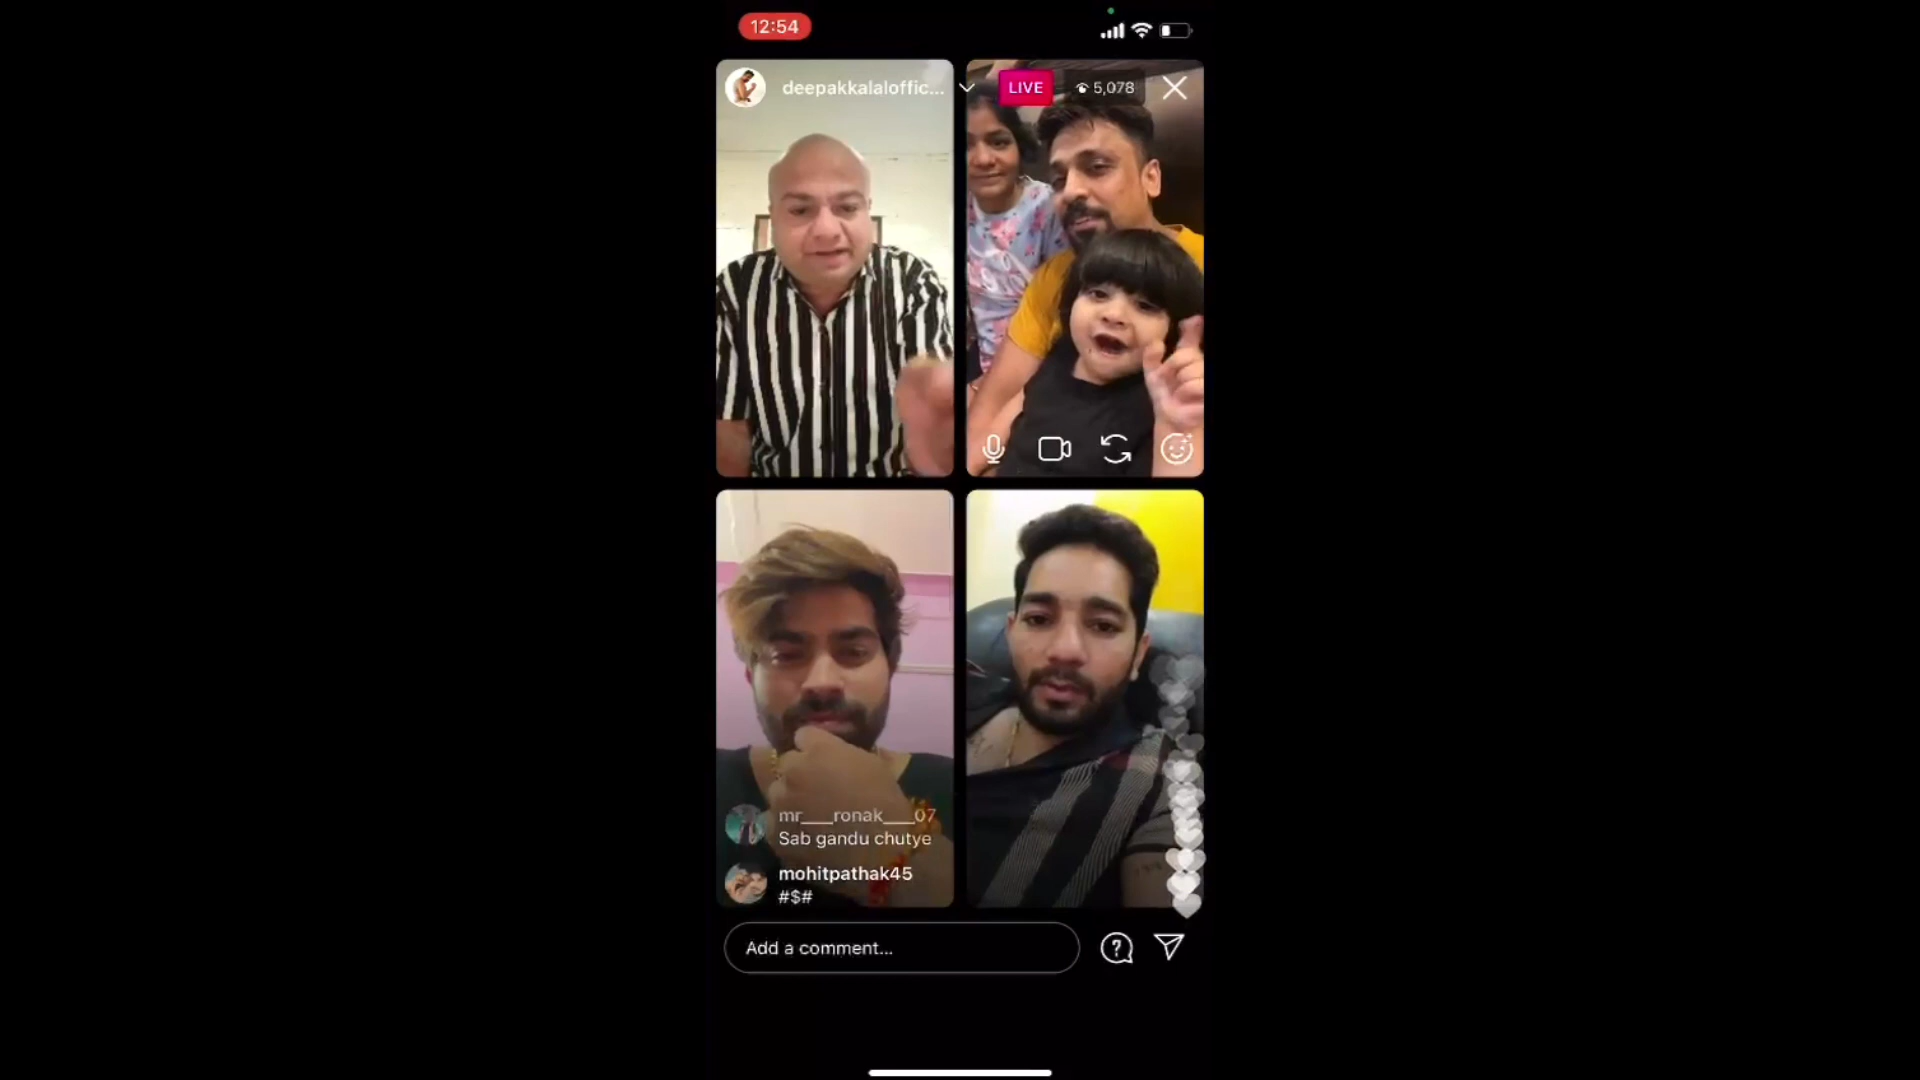 12:54
deepakkalaloffic...
LIVE
5,078
mr___ronak___07
Sab gandu chutye
mohitpathak45
#$#
Add a comment...
?